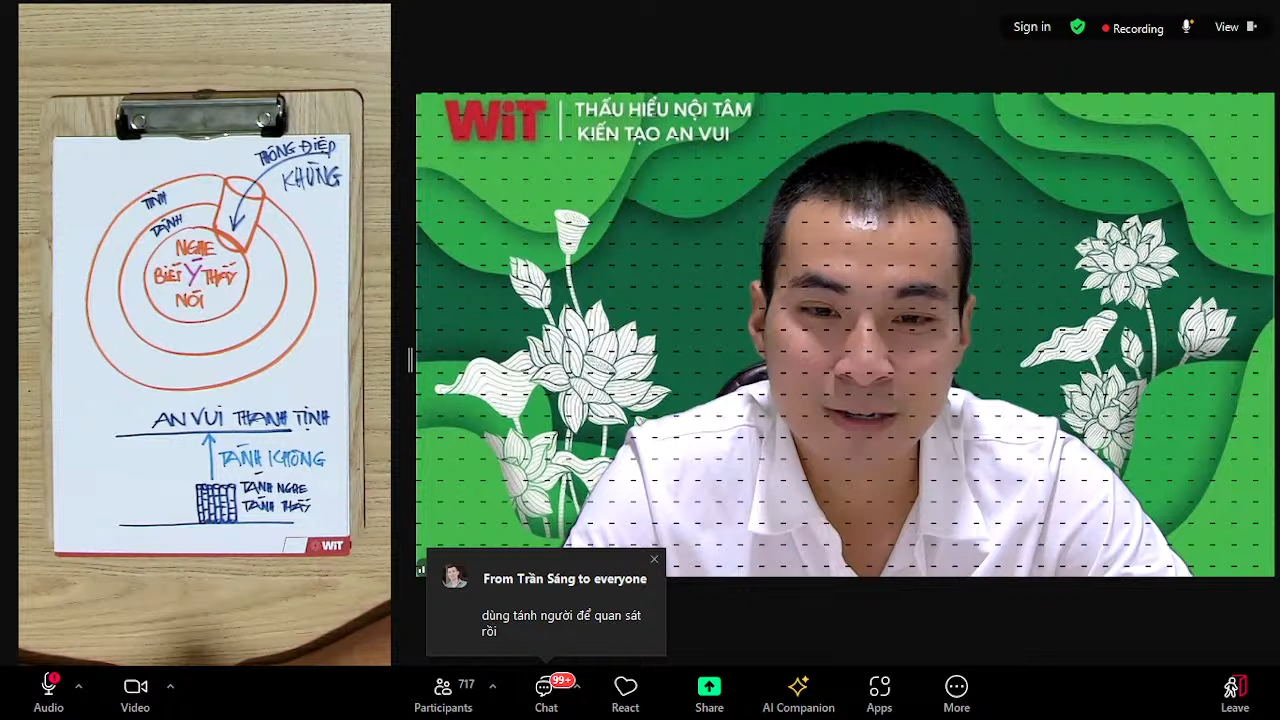 Sign in
Recording
View
THÔNG ĐIỆP
KHÙNG
TÁNH
NGHE
BIẾT Ý THẤY
NÓI
AN VUI THANH TỊNH
TÁNH KHÔNG
TÁNH NGHE
TÁNH THẤY
WiT
WiT
THẤU HIỂU NỘI TÂM
KIẾN TẠO AN VUI
From Trần Sáng to everyone
dùng tánh người để quan sát
rồi
Audio
Video
717
Participants
99+
Chat
React
Share
AI Companion
Apps
More
Leave